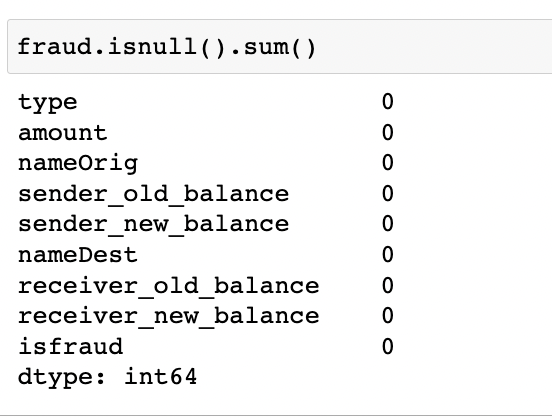 fraud.isnull().sum()
type 0
amount 0
nameOrig 0
sender_old_balance 0
sender_new_balance 0
nameDest 0
receiver_old_balance 0
receiver_new_balance 0
isfraud 0
dtype: int64